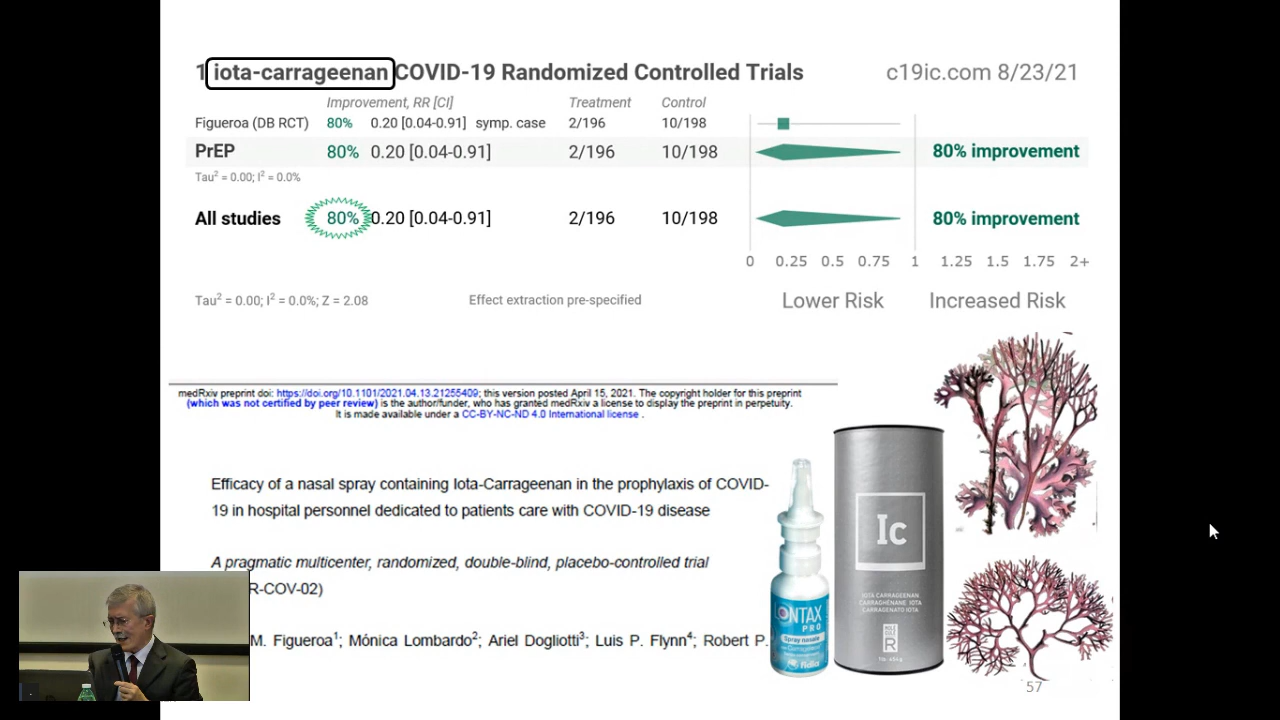 1 iota-carrageenan COVID-19 Randomized Controlled Trials c19ic.com 8/23/21
Improvement, RR [CI] Treatment Control
Figueroa (DB RCT) 80% 0.20 [0.04-0.91] symp. case 2/196 10/198
PrEP 80% 0.20 [0.04-0.91] 2/196 10/198 80% improvement
Tau² = 0.00; I² = 0.0%
All studies 80% 0.20 [0.04-0.91] 2/196 10/198 80% improvement
0 0.25 0.5 0.75 1 1.25 1.5 1.75 2+
Tau² = 0.00; I² = 0.0%; Z = 2.08 Effect extraction pre-specified Lower Risk Increased Risk
medRxiv preprint doi: https://doi.org/10.1101/2021.04.13.21255409; this version posted April 15, 2021. The copyright holder for this preprint
(which was not certified by peer review) is the author/funder, who has granted medRxiv a license to display the preprint in perpetuity.
It is made available under a CC-BY-NC-ND 4.0 International license .
Efficacy of a nasal spray containing Iota-Carrageenan in the prophylaxis of COVID-
19 in hospital personnel dedicated to patients care with COVID-19 disease
A pragmatic multicenter, randomized, double-blind, placebo-controlled trial
R-COV-02)
M. Figueroa¹; Mónica Lombardo²; Ariel Dogliotti³; Luis P. Flynn⁴; Robert P.
IONTAX
PRO
Spray nasale
Fidia
Ic
IOTA CARRAGEENAN
CARRAGHÉNANE IOTA
CARRAGENATO IOTA
R
57